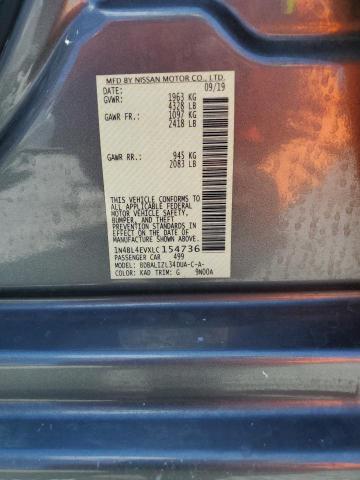 MFD BY NISSAN MOTOR CO., LTD.
DATE: 09/19
GVWR: 1963 KG
4328 LB
GAWR FR.: 1097 KG
2418 LB
GAWR RR.: 945 KG
2083 LB
THIS VEHICLE CONFORMS TO ALL
APPLICABLE FEDERAL
MOTOR VEHICLE SAFETY,
BUMPER, AND THEFT
PREVENTION STANDARDS IN
EFFECT ON THE DATE OF
MANUFACTURE SHOWN ABOVE.
1N4BL4EVXLC154736
PASSENGER CAR 499
MODEL: BDBALIZL34DUA-C-A-
COLOR: KAD TRIM: G 9N00A